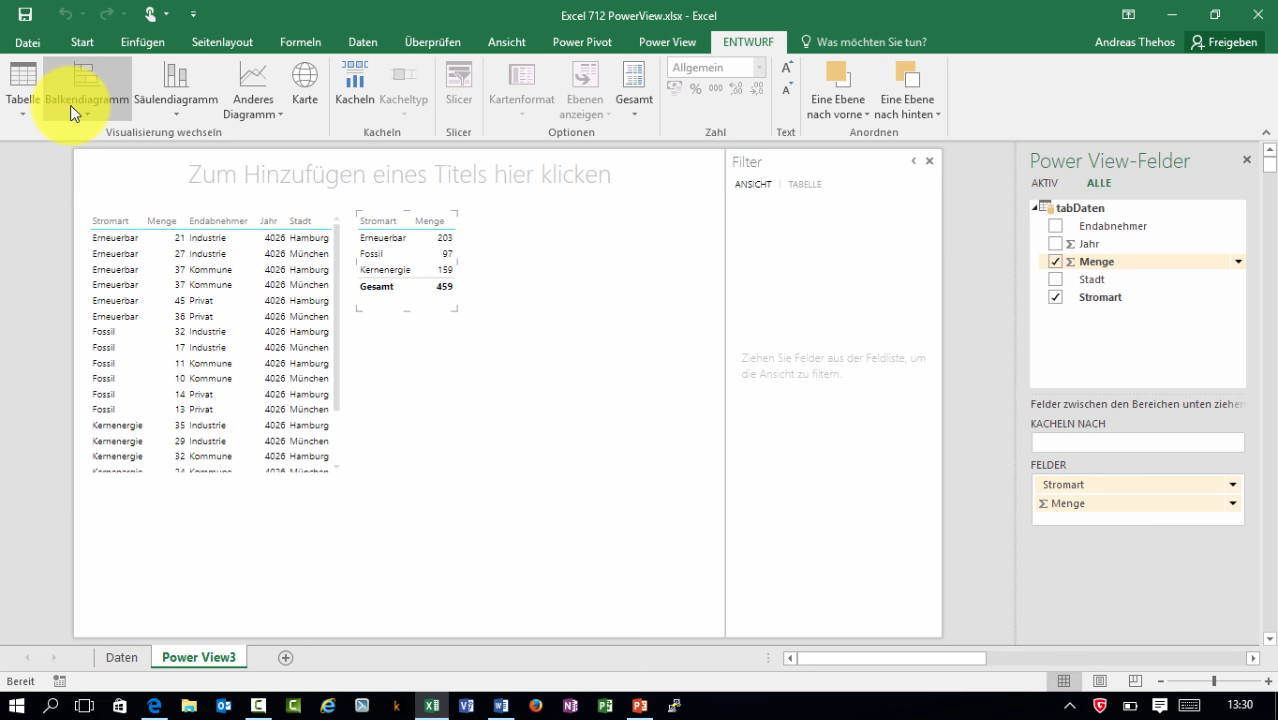 Excel 712 PowerView.xlsx - Excel
Datei Start Einfügen Seitenlayout Formeln Daten Überprüfen Ansicht Power Pivot Power View ENTWURF Was möchten Sie tun? Andreas Thehos Freigeben
Tabelle Balkendiagramm Säulendiagramm Anderes Diagramm Karte Kacheln Kacheltyp Slicer Kartenformat Ebenen anzeigen Gesamt Allgemein % 000 Eine Ebene nach vorne Eine Ebene nach hinten
Visualisierung wechseln Kacheln Slicer Optionen Zahl Text Anordnen
Zum Hinzufügen eines Titels hier klicken
Stromart Menge Endabnehmer Jahr Stadt
Erneuerbar 21 Industrie 4026 Hamburg
Erneuerbar 27 Industrie 4026 München
Erneuerbar 37 Kommune 4026 Hamburg
Erneuerbar 37 Kommune 4026 München
Erneuerbar 45 Privat 4026 Hamburg
Erneuerbar 36 Privat 4026 München
Fossil 32 Industrie 4026 Hamburg
Fossil 17 Industrie 4026 München
Fossil 11 Kommune 4026 Hamburg
Fossil 10 Kommune 4026 München
Fossil 14 Privat 4026 Hamburg
Fossil 13 Privat 4026 München
Kernenergie 35 Industrie 4026 Hamburg
Kernenergie 29 Industrie 4026 München
Kernenergie 32 Kommune 4026 Hamburg
Kernenergie 24 Kommune 4026 München
Stromart Menge
Erneuerbar 203
Fossil 97
Kernenergie 159
Gesamt 459
Filter
ANSICHT TABELLE
Ziehen Sie Felder aus der Feldliste, um
die Ansicht zu filtern.
Power View-Felder
AKTIV ALLE
tabDaten
Endabnehmer
Σ Jahr
Σ Menge
Stadt
Stromart
Felder zwischen den Bereichen unten ziehen
KACHELN NACH
FELDER
Stromart
Σ Menge
Daten Power View3
Bereit
13:30